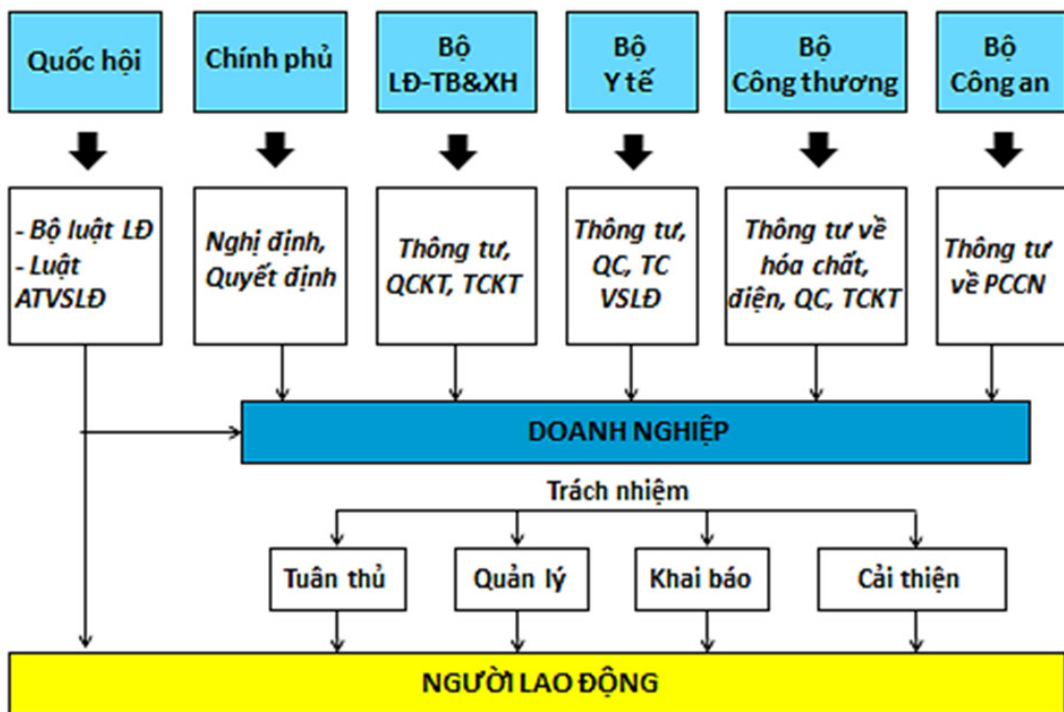 Quốc hội
Chính phủ
Bộ
LĐ-TB&XH
Bộ
Y tế
Bộ
Công thương
Bộ
Công an
- Bộ luật LĐ
- Luật
ATVSLĐ
Nghị định,
Quyết định
Thông tư,
QCKT, TCKT
Thông tư,
QC, TC
VSLĐ
Thông tư về
hóa chất,
điện, QC, TCKT
Thông tư
về PCCN
DOANH NGHIỆP
Trách nhiệm
Tuân thủ
Quản lý
Khai báo
Cải thiện
NGƯỜI LAO ĐỘNG